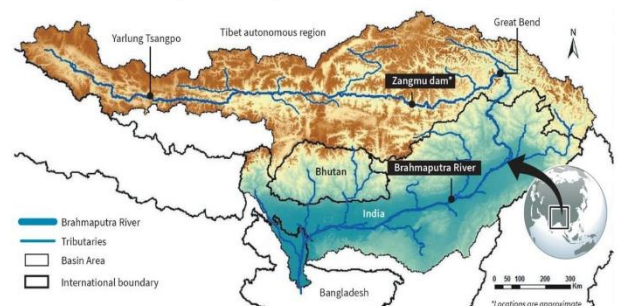 Yarlung Tsangpo
Tibet autonomous region
Great Bend
N
Zangmu dam*
Bhutan
Brahmaputra River
India
Brahmaputra River
Tributaries
Basin Area
International boundary
Bangladesh
0 50 100 200 300
Km
*Locations are approximate